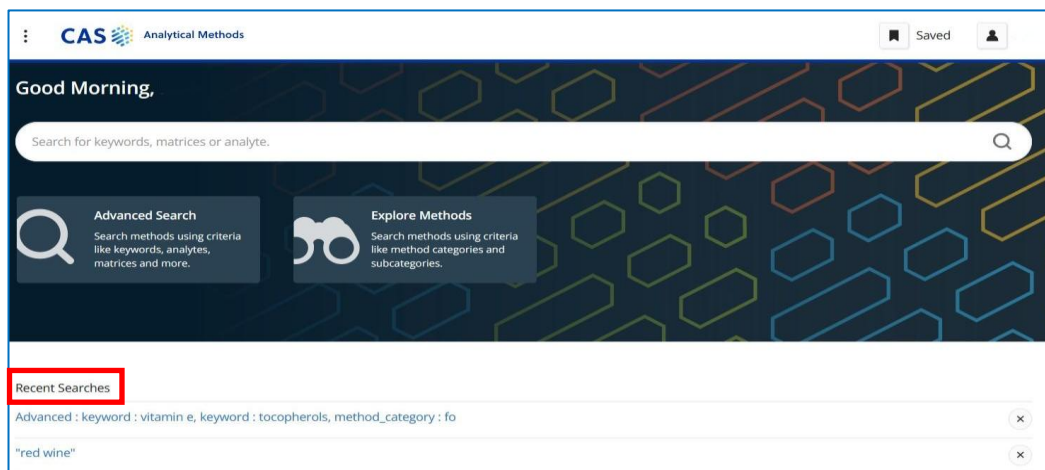 CAS Analytical Methods
Saved
Good Morning,
Search for keywords, matrices or analyte.
Advanced Search
Search methods using criteria
like keywords, analytes,
matrices and more.
Explore Methods
Search methods using criteria
like method categories and
subcategories.
Recent Searches
Advanced : keyword : vitamin e, keyword : tocopherols, method_category : fo
"red wine"